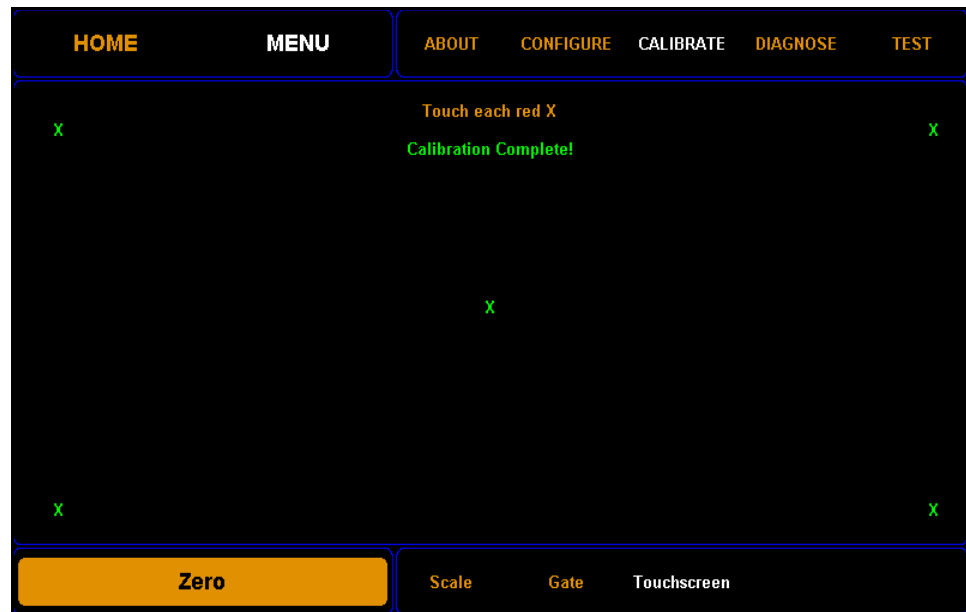 HOME MENU ABOUT CONFIGURE CALIBRATE DIAGNOSE TEST
Touch each red X
X X
Calibration Complete!
X
X X
Zero Scale Gate Touchscreen